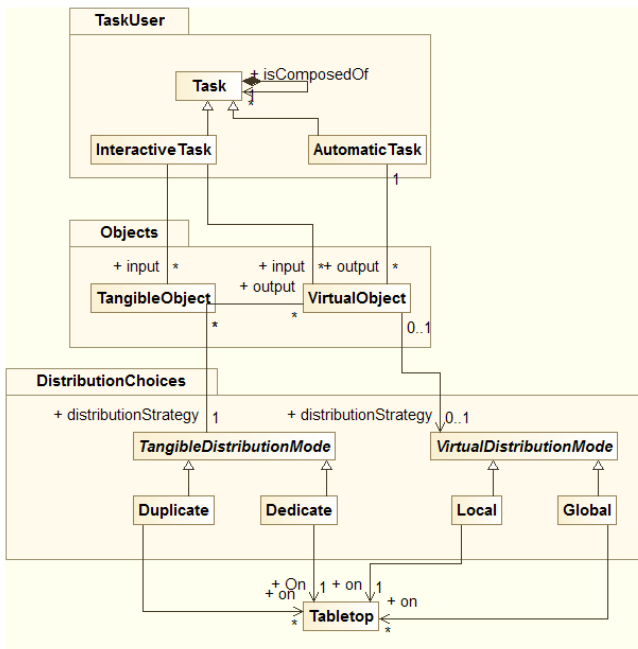 TaskUser
+ isComposedOf
Task
1
*
InteractiveTask
AutomaticTask
1
Objects
+ input
*
+ input
*
+ output
*
+ output
TangibleObject
VirtualObject
*
*
0..1
DistributionChoices
+ distributionStrategy
1
+ distributionStrategy
0..1
TangibleDistributionMode
VirtualDistributionMode
Duplicate
Dedicate
Local
Global
+ On
1
+ on
1
+ on
+ on
*
Tabletop
*